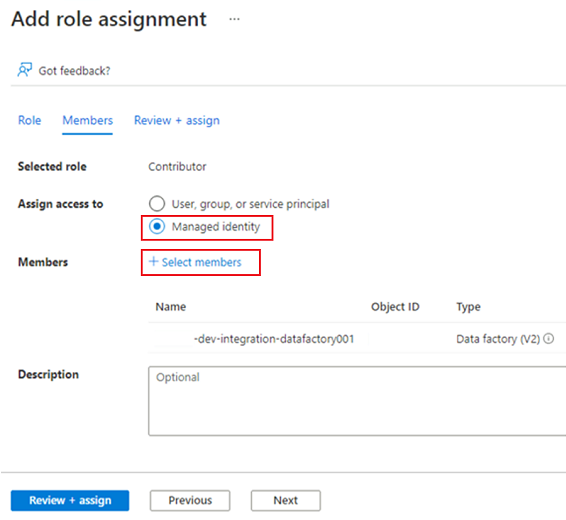 Add role assignment ...
Got feedback?
Role Members Review + assign
Selected role Contributor
Assign access to User, group, or service principal
Managed identity
Members + Select members
Name Object ID Type
-dev-integration-datafactory001 Data factory (V2)
Description Optional
Review + assign Previous Next